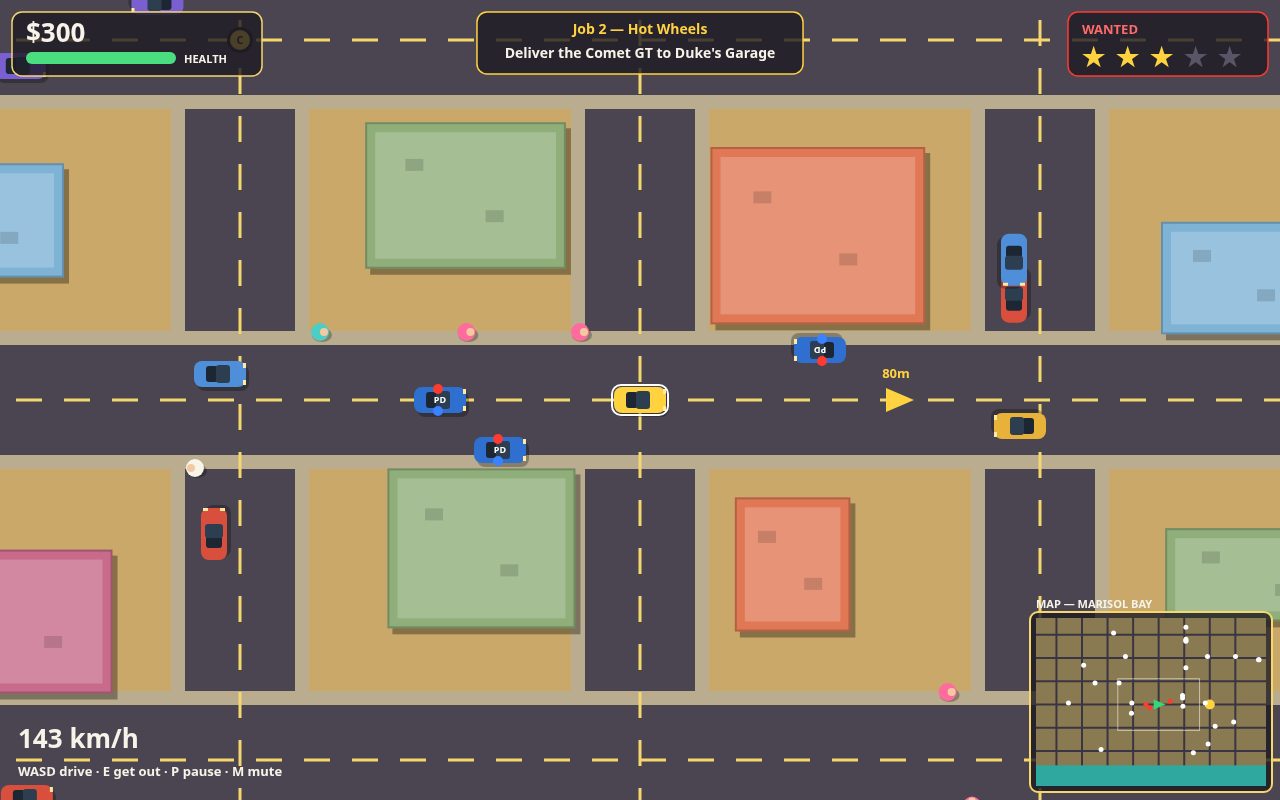 $300
C
HEALTH
Job 2 — Hot Wheels
Deliver the Comet GT to Duke's Garage
WANTED
PD
80m
PD
PD
MAP — MARISOL BAY
143 km/h
WASD drive · E get out · P pause · M mute